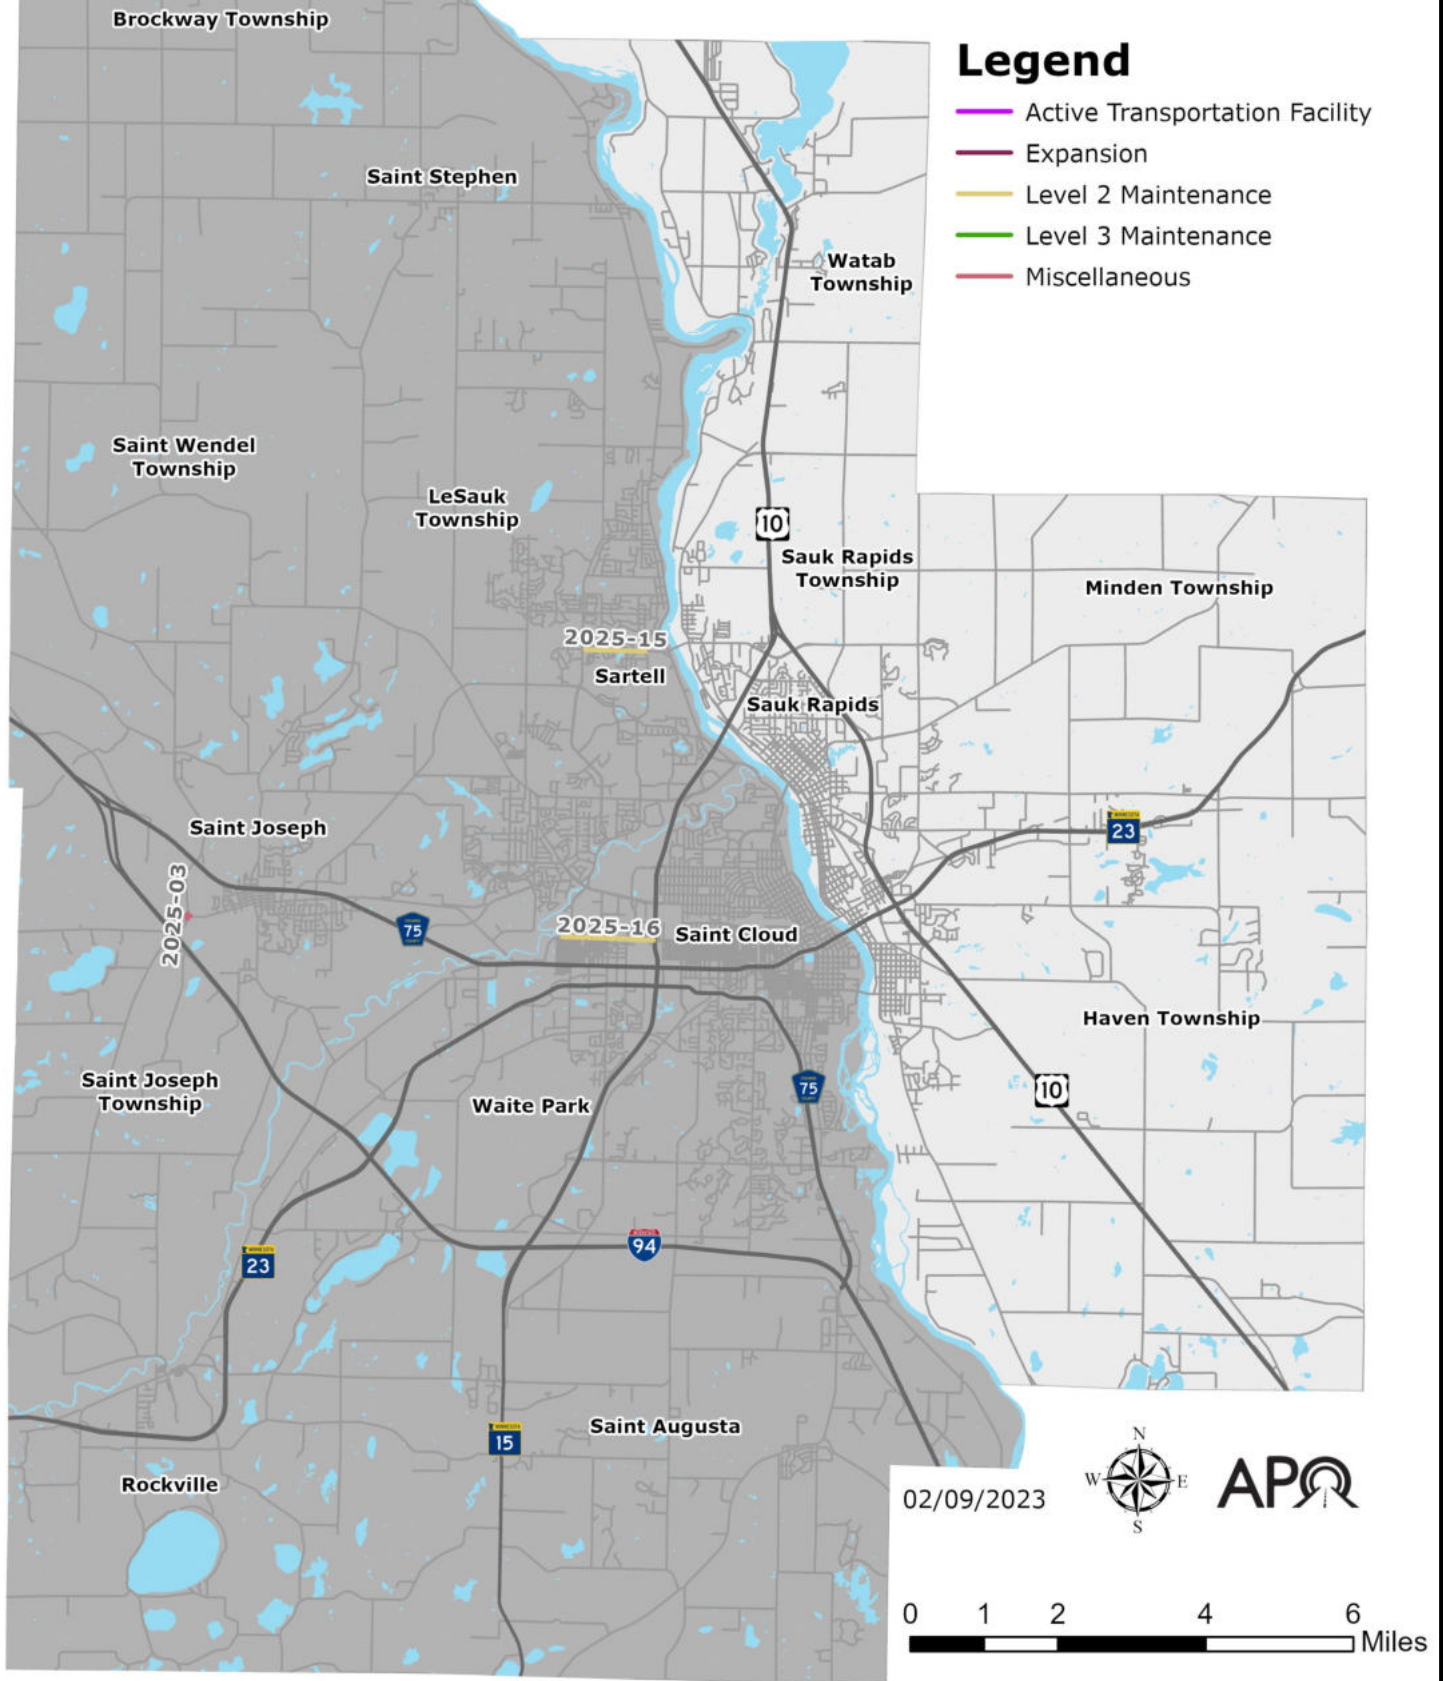 Brockway Township
Legend
Active Transportation Facility
Expansion
Level 2 Maintenance
Level 3 Maintenance
Miscellaneous
Saint Stephen
Watab
Township
Saint Wendel
Township
LeSauk
Township
10
Sauk Rapids
Township
Minden Township
2025-15
Sartell
Sauk Rapids
Saint Joseph
MINNESOTA
23
2025-03
75
2025-16
Saint Cloud
Haven Township
Saint Joseph
Township
Waite Park
75
10
94
MINNESOTA
23
MINNESOTA
15
Saint Augusta
Rockville
N
W
E
S
02/09/2023
APO
0 1 2 4 6
Miles